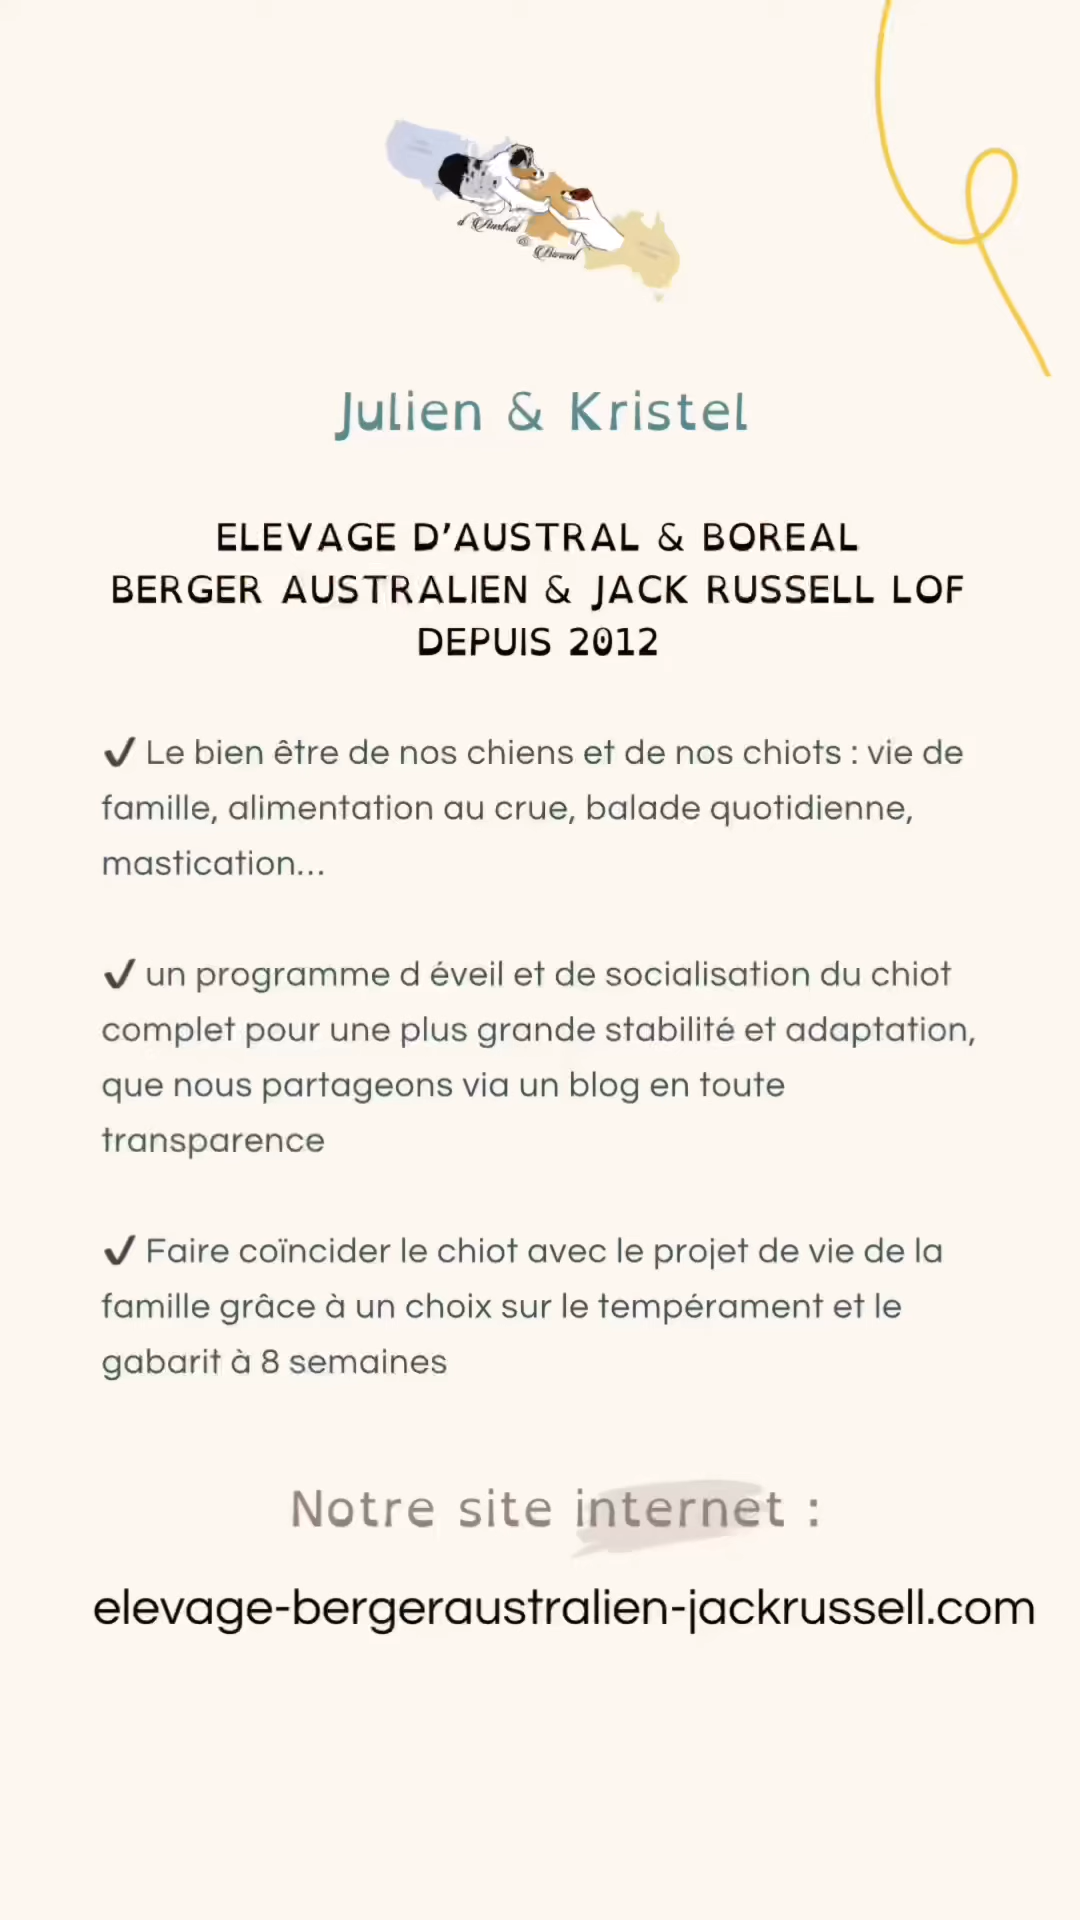 d'Austral
&
Boreal
Julien & Kristel
ELEVAGE D'AUSTRAL & BOREAL
BERGER AUSTRALIEN & JACK RUSSELL LOF
DEPUIS 2012
✔ Le bien être de nos chiens et de nos chiots : vie de
famille, alimentation au crue, balade quotidienne,
mastication...
✔ un programme d éveil et de socialisation du chiot
complet pour une plus grande stabilité et adaptation,
que nous partageons via un blog en toute
transparence
✔ Faire coïncider le chiot avec le projet de vie de la
famille grâce à un choix sur le tempérament et le
gabarit à 8 semaines
Notre site internet :
elevage-bergeraustralien-jackrussell.com